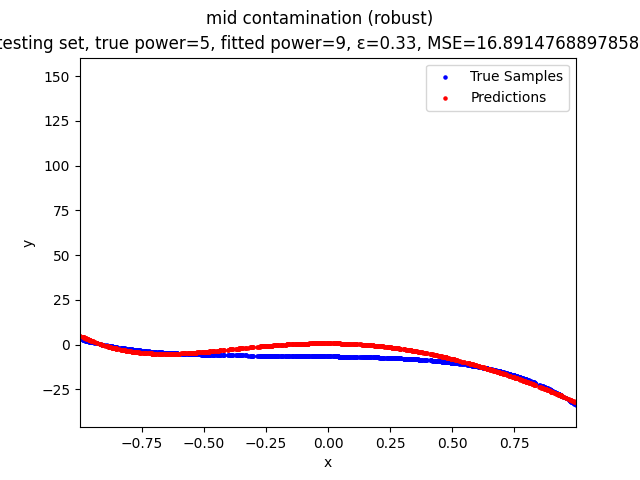 mid contamination (robust)
testing set, true power=5, fitted power=9, ε=0.33, MSE=16.8914768897858
True Samples
Predictions
150
125
100
75
50
25
0
−25
y
−0.75 −0.50 −0.25 0.00 0.25 0.50 0.75
x